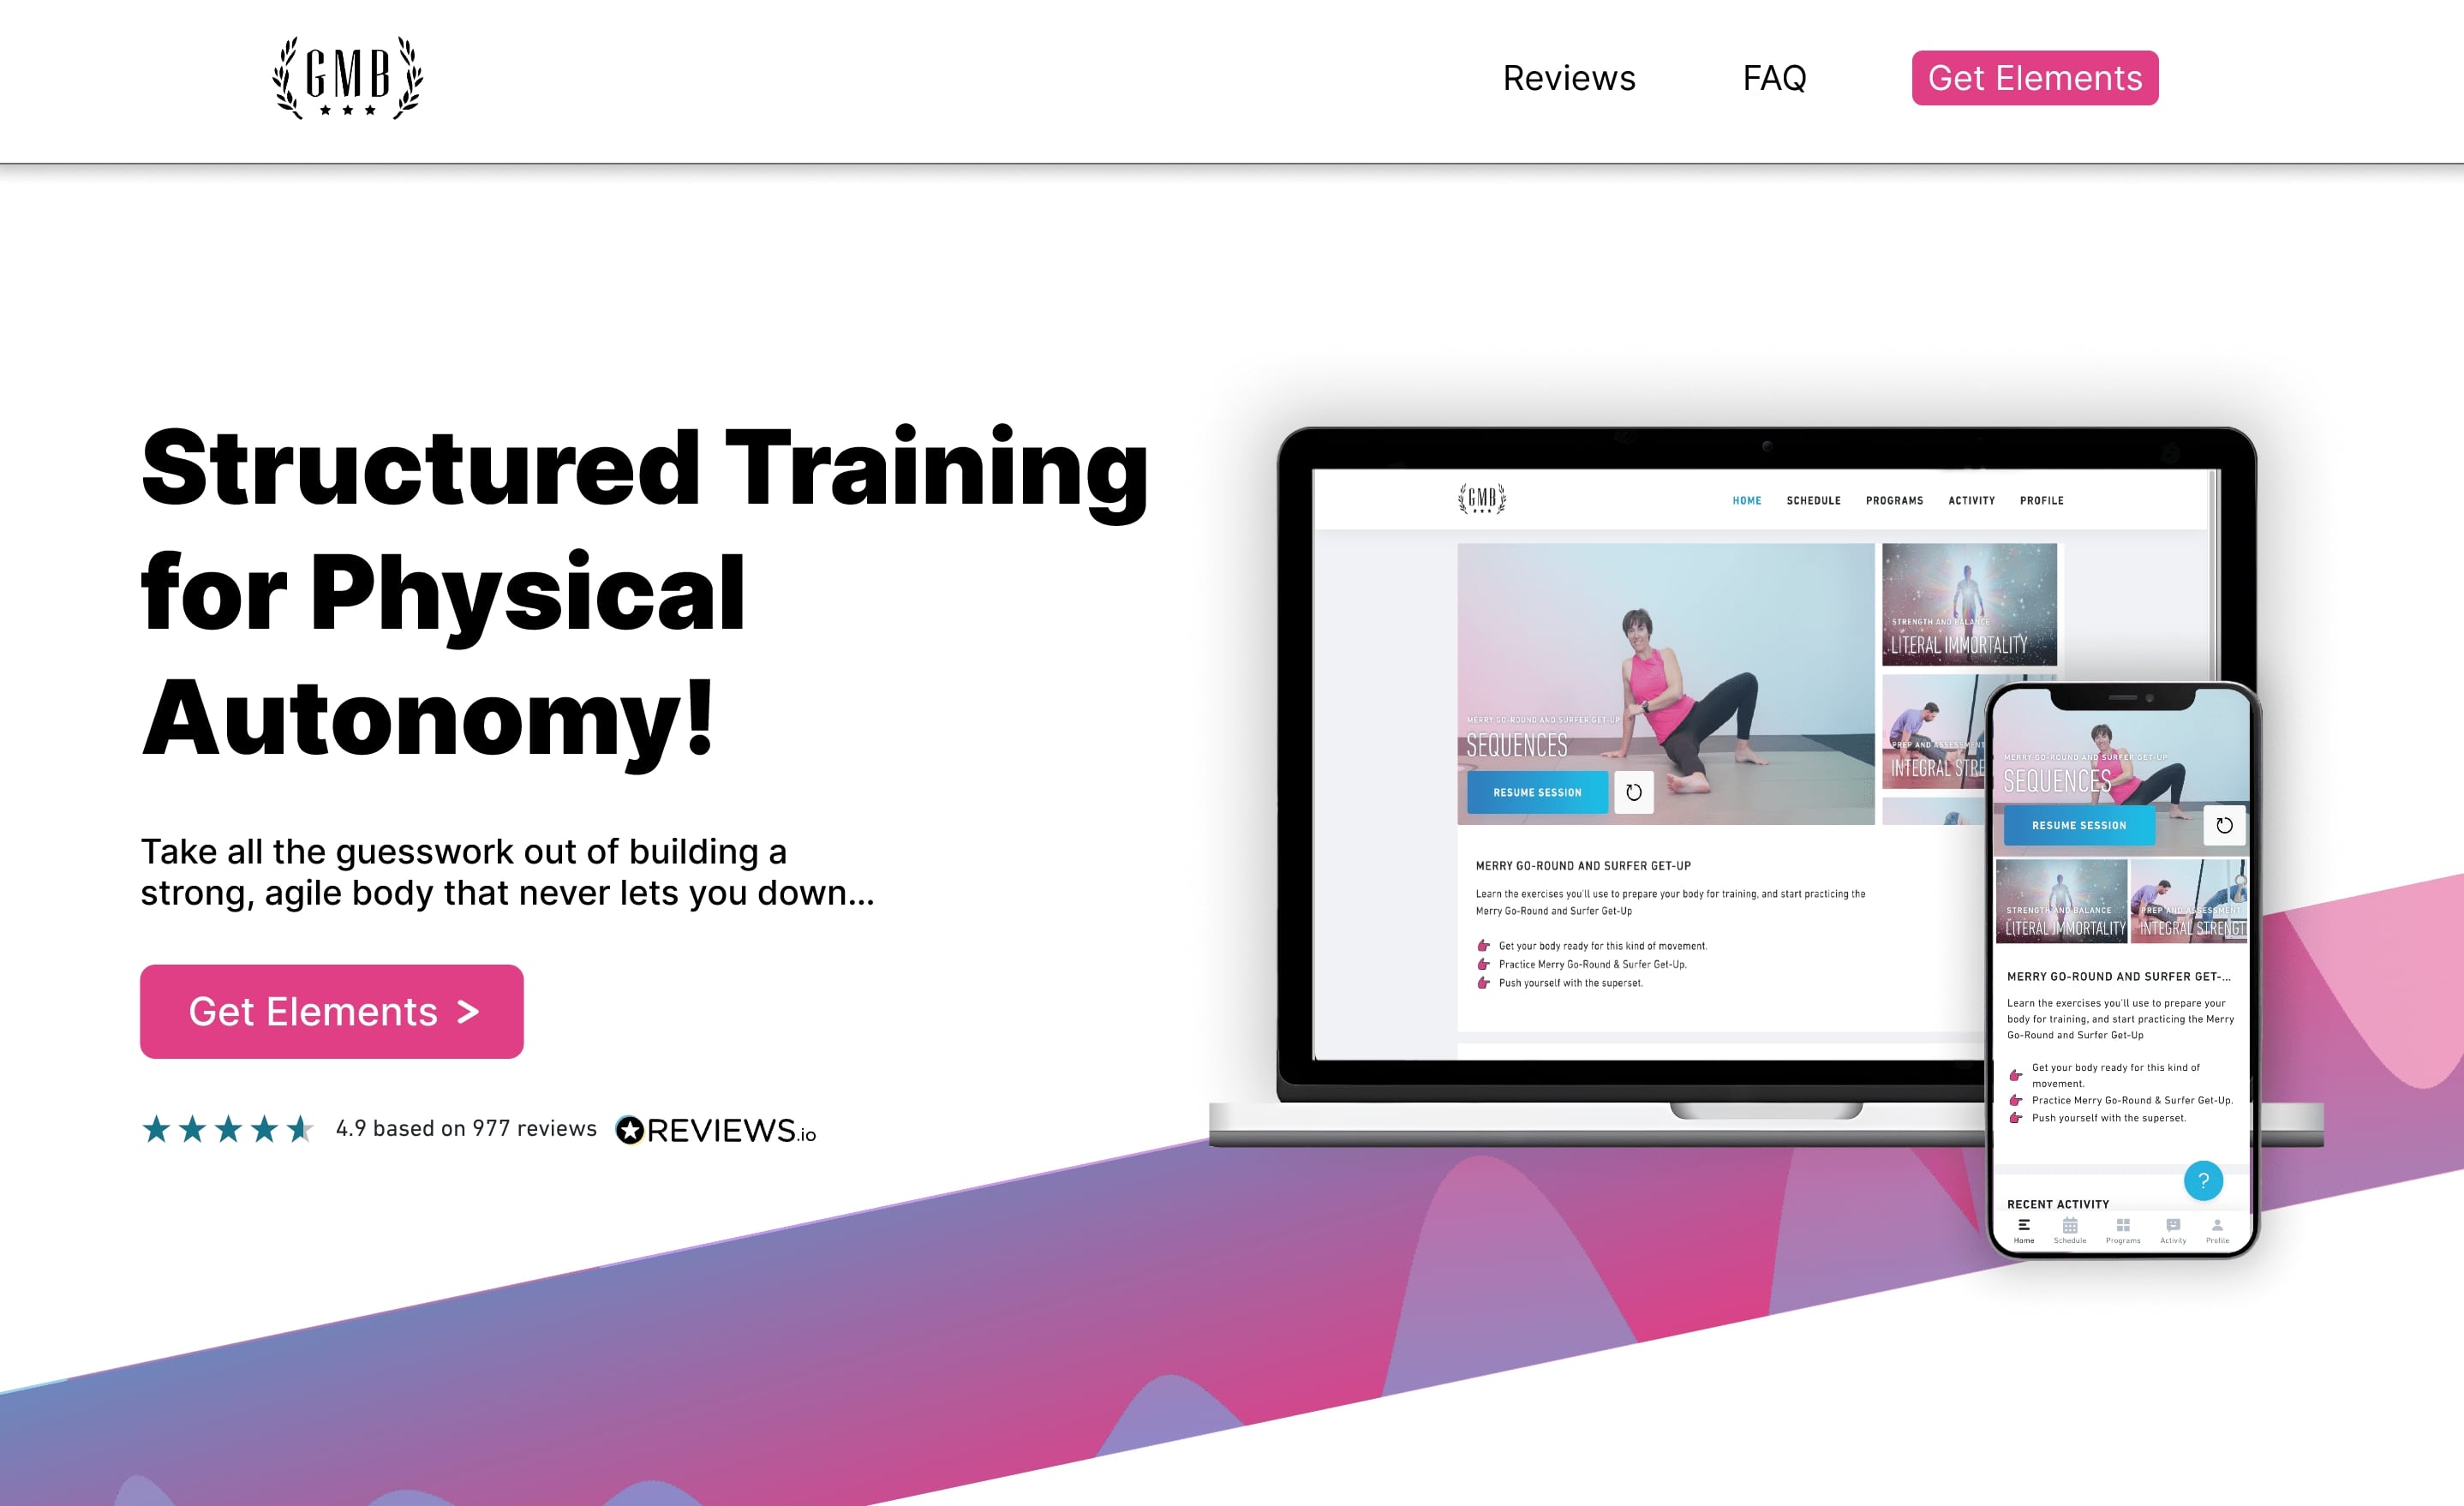 GMB
Reviews
FAQ
Get Elements
Structured Training
for Physical
Autonomy!
Take all the guesswork out of building a
strong, agile body that never lets you down...
Get Elements >
4.9 based on 977 reviews
REVIEWS.io
GMB
HOME
SCHEDULE
PROGRAMS
ACTIVITY
PROFILE
MERRY GO-ROUND AND SURFER GET-UP
SEQUENCES
RESUME SESSION
STRENGTH AND BALANCE
LITERAL IMMORTALITY
PREP AND ASSESSMENT
INTEGRAL STRE
MERRY GO-ROUND AND SURFER GET-UP
Learn the exercises you'll use to prepare your body for training, and start practicing the
Merry Go-Round and Surfer Get-Up
Get your body ready for this kind of movement.
Practice Merry Go-Round & Surfer Get-Up.
Push yourself with the superset.
MERRY GO-ROUND AND SURFER GET-UP
SEQUENCES
RESUME SESSION
STRENGTH AND BALANCE
LITERAL IMMORTALITY
PREP AND ASSESSMENT
INTEGRAL STRENGT
MERRY GO-ROUND AND SURFER GET-...
Learn the exercises you'll use to prepare your
body for training, and start practicing the Merry
Go-Round and Surfer Get-Up
Get your body ready for this kind of
movement.
Practice Merry Go-Round & Surfer Get-Up.
Push yourself with the superset.
?
RECENT ACTIVITY
Home
Schedule
Programs
Activity
Profile